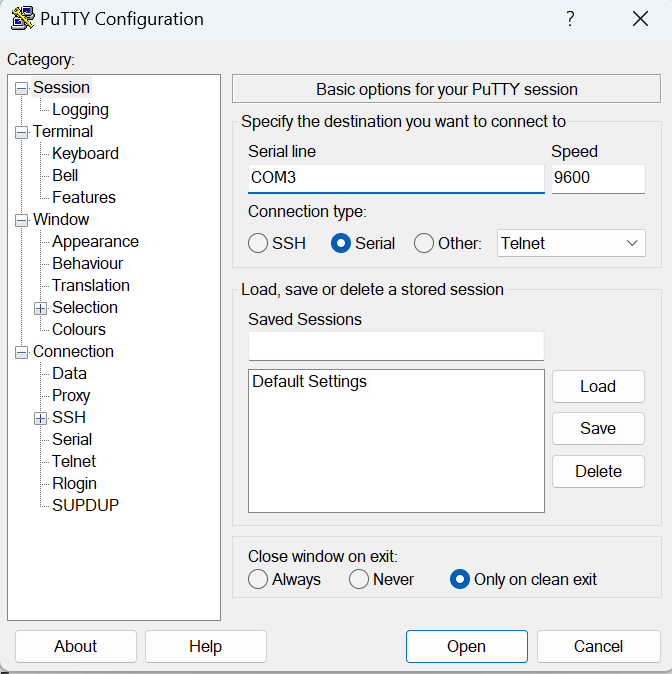 PuTTY Configuration
?
Category:
Session
Logging
Terminal
Keyboard
Bell
Features
Window
Appearance
Behaviour
Translation
Selection
Colours
Connection
Data
Proxy
SSH
Serial
Telnet
Rlogin
SUPDUP
Basic options for your PuTTY session
Specify the destination you want to connect to
Serial line Speed
COM3 9600
Connection type:
SSH Serial Other: Telnet
Load, save or delete a stored session
Saved Sessions
Default Settings
Load
Save
Delete
Close window on exit:
Always Never Only on clean exit
About Help Open Cancel